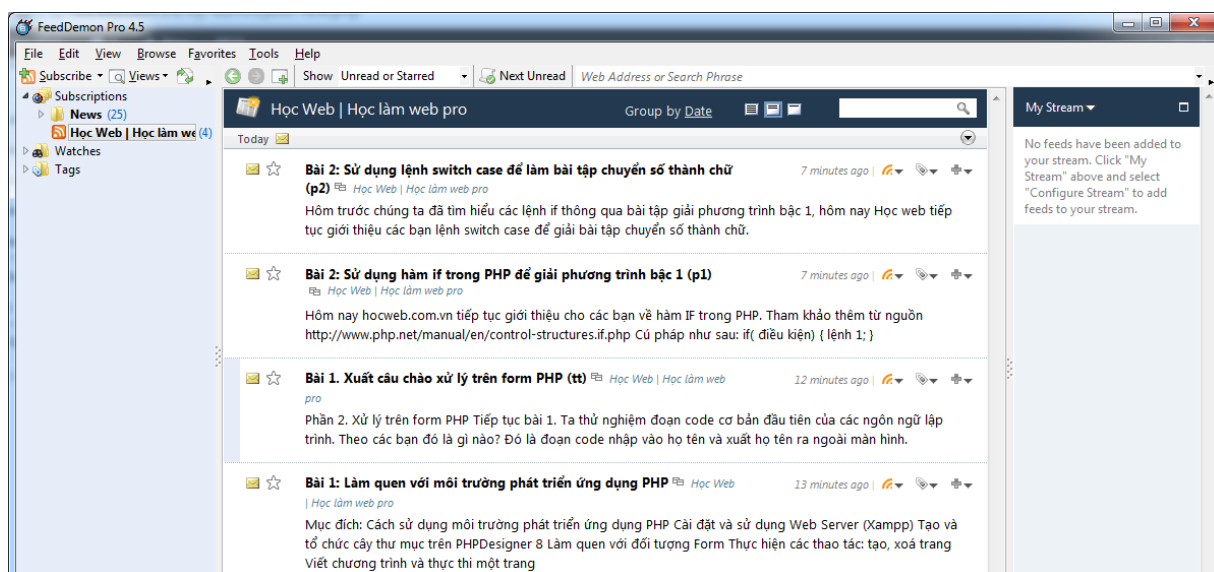 FeedDemon Pro 4.5
File Edit View Browse Favorites Tools Help
Subscribe Views Show Unread or Starred Next Unread Web Address or Search Phrase
Subscriptions
News (25)
Học Web | Học làm we (4)
Watches
Tags
Học Web | Học làm web pro Group by Date
Today
Bài 2: Sử dụng lệnh switch case để làm bài tập chuyển số thành chữ 7 minutes ago |
(p2) Học Web | Học làm web pro
Hôm trước chúng ta đã tìm hiểu các lệnh if thông qua bài tập giải phương trình bậc 1, hôm nay Học web tiếp
tục giới thiệu các bạn lệnh switch case để giải bài tập chuyển số thành chữ.
Bài 2: Sử dụng hàm if trong PHP để giải phương trình bậc 1 (p1) 7 minutes ago |
Học Web | Học làm web pro
Hôm nay hocweb.com.vn tiếp tục giới thiệu cho các bạn về hàm IF trong PHP. Tham khảo thêm từ nguồn
http://www.php.net/manual/en/control-structures.if.php Cú pháp như sau: if( điều kiện) { lệnh 1; }
Bài 1. Xuất câu chào xử lý trên form PHP (tt) Học Web | Học làm web 12 minutes ago |
pro
Phần 2. Xử lý trên form PHP Tiếp tục bài 1. Ta thử nghiệm đoạn code cơ bản đầu tiên của các ngôn ngữ lập
trình. Theo các bạn đó là gì nào? Đó là đoạn code nhập vào họ tên và xuất họ tên ra ngoài màn hình.
Bài 1: Làm quen với môi trường phát triển ứng dụng PHP Học Web 13 minutes ago |
| Học làm web pro
Mục đích: Cách sử dụng môi trường phát triển ứng dụng PHP Cài đặt và sử dụng Web Server (Xampp) Tạo và
tổ chức cây thư mục trên PHPDesigner 8 Làm quen với đối tượng Form Thực hiện các thao tác: tạo, xoá trang
Viết chương trình và thực thi một trang
My Stream
No feeds have been added to
your stream. Click "My
Stream" above and select
"Configure Stream" to add
feeds to your stream.